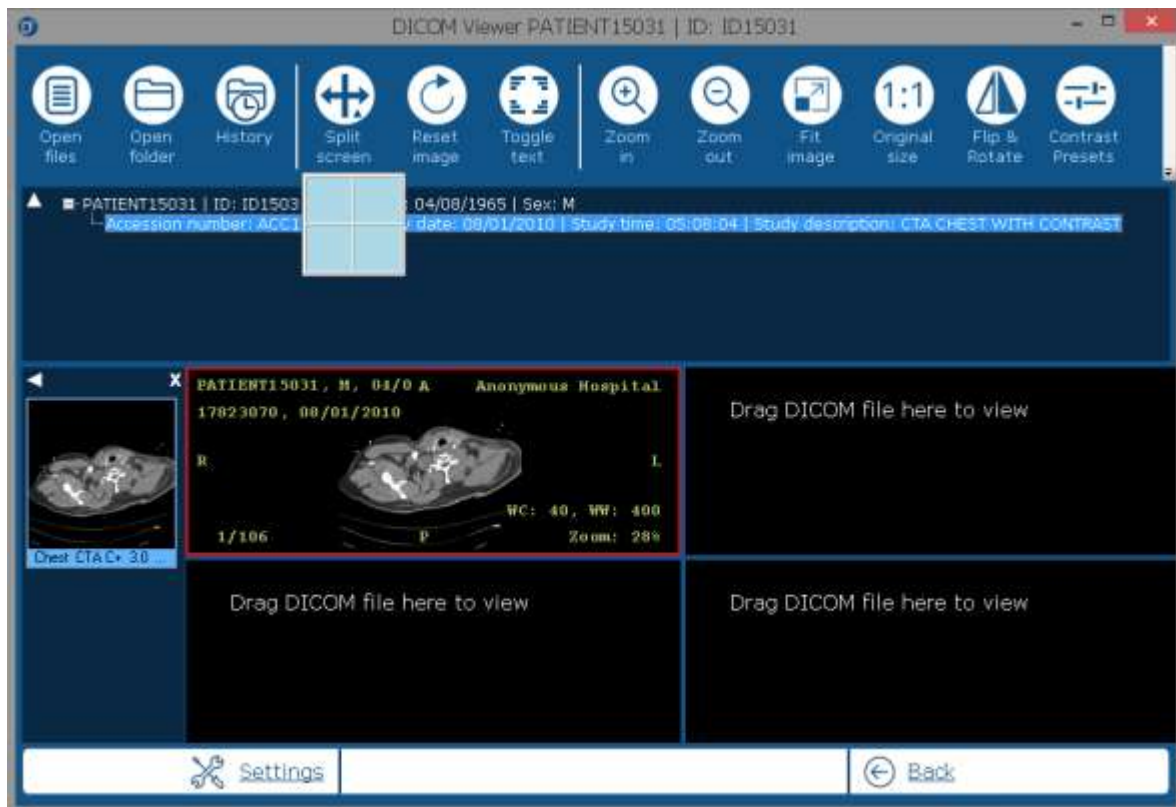 DICOM Viewer PATIENT15031 | ID: ID15031
Open files
Open folder
History
Split screen
Reset image
Toggle text
Zoom in
Zoom out
Fit image
1:1
Original size
Flip & Rotate
Contrast Presets
PATIENT15031 | ID: ID1503 04/08/1965 | Sex: M
Accession number: ACC1 date: 08/01/2010 | Study time: 05:08:04 | Study description: CTA CHEST WITH CONTRAST
X
Chest CTA C+ 3.0 ...
PATIENT15031, M, 04/0 A Anonymous Hospital
17823070, 08/01/2010
R L
WC: 40, WW: 400
1/106 P Zoom: 28%
Drag DICOM file here to view
Drag DICOM file here to view
Drag DICOM file here to view
Settings
Back